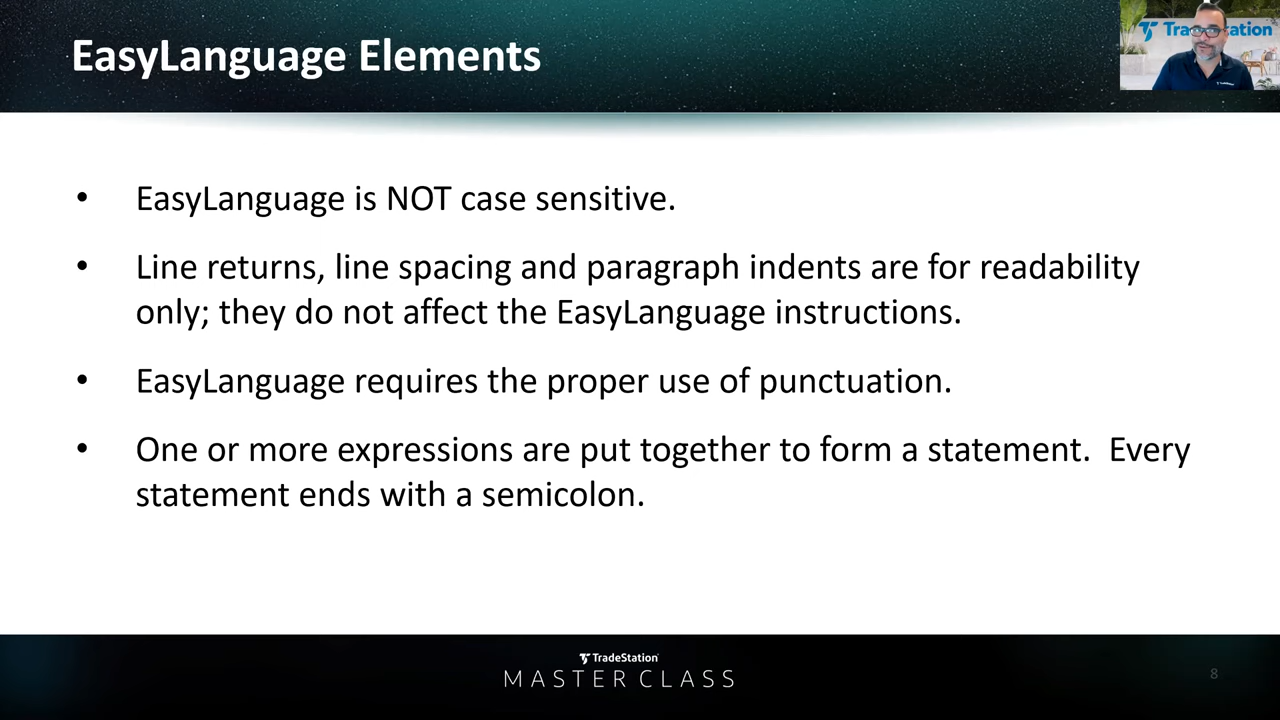 EasyLanguage Elements
TradeStation
TradeStation
• EasyLanguage is NOT case sensitive.
• Line returns, line spacing and paragraph indents are for readability
only; they do not affect the EasyLanguage instructions.
• EasyLanguage requires the proper use of punctuation.
• One or more expressions are put together to form a statement.  Every
statement ends with a semicolon.
TradeStation
MASTER CLASS
8